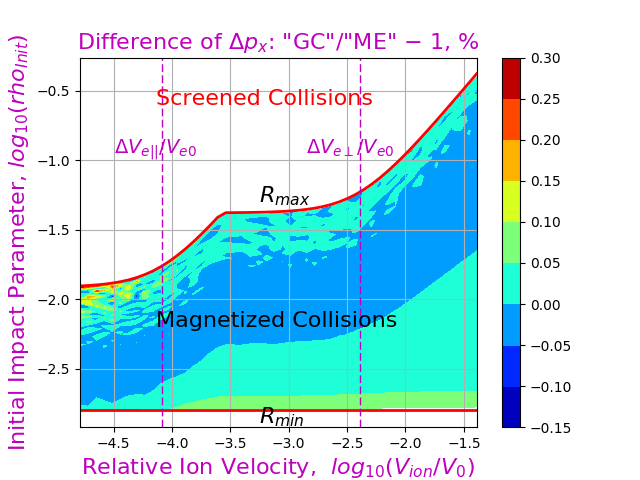 Difference of Δpₓ: "GC"/"ME" − 1, %
Initial Impact Parameter, log₁₀(rho_Init)
Screened Collisions
ΔV_e||/V_e0
ΔV_e⊥/V_e0
R_max
Magnetized Collisions
R_min
−0.5
−1.0
−1.5
−2.0
−2.5
−4.5
−4.0
−3.5
−3.0
−2.5
−2.0
−1.5
Relative Ion Velocity, log₁₀(V_ion/V₀)
0.30
0.25
0.20
0.15
0.10
0.05
0.00
−0.05
−0.10
−0.15